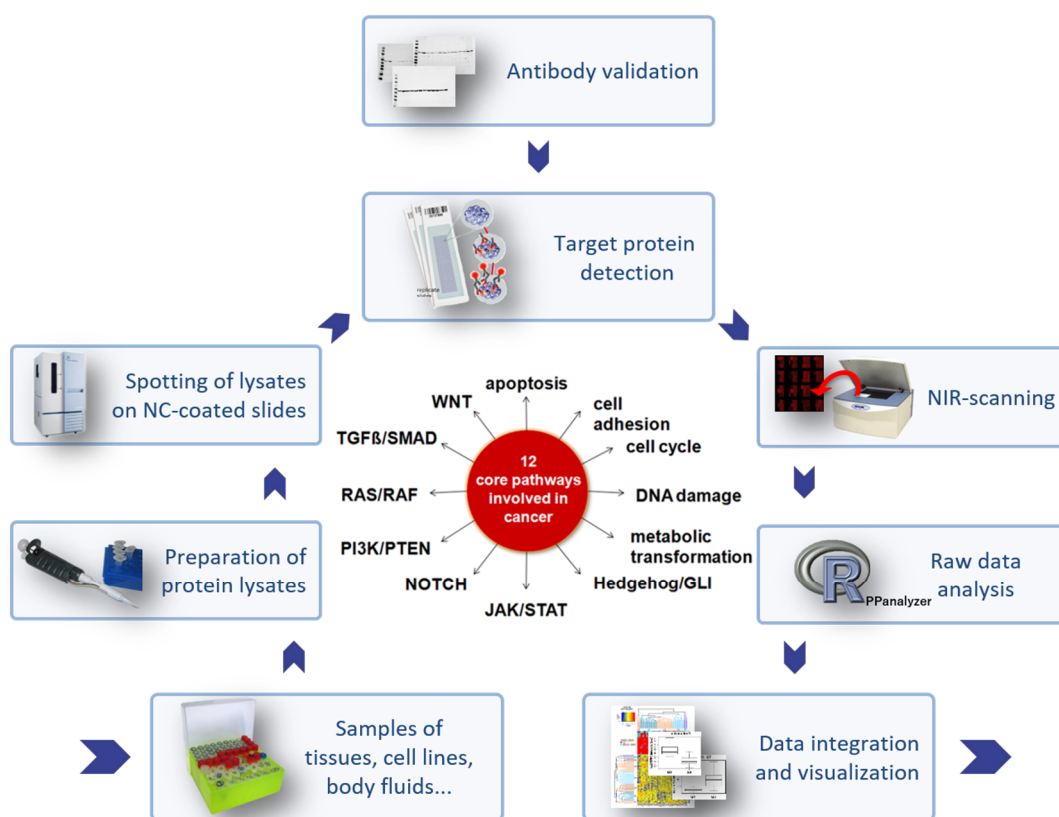 Antibody validation
Target protein
detection
replicate
slides
Spotting of lysates
on NC-coated slides
NIR-scanning
apoptosis
WNT
cell
adhesion
TGFß/SMAD
cell cycle
12
core pathways
involved in
cancer
RAS/RAF
DNA damage
PI3K/PTEN
metabolic
transformation
NOTCH
Hedgehog/GLI
JAK/STAT
Preparation of
protein lysates
Raw data
analysis
R
PPanalyzer
Samples of
tissues, cell lines,
body fluids...
Data integration
and visualization